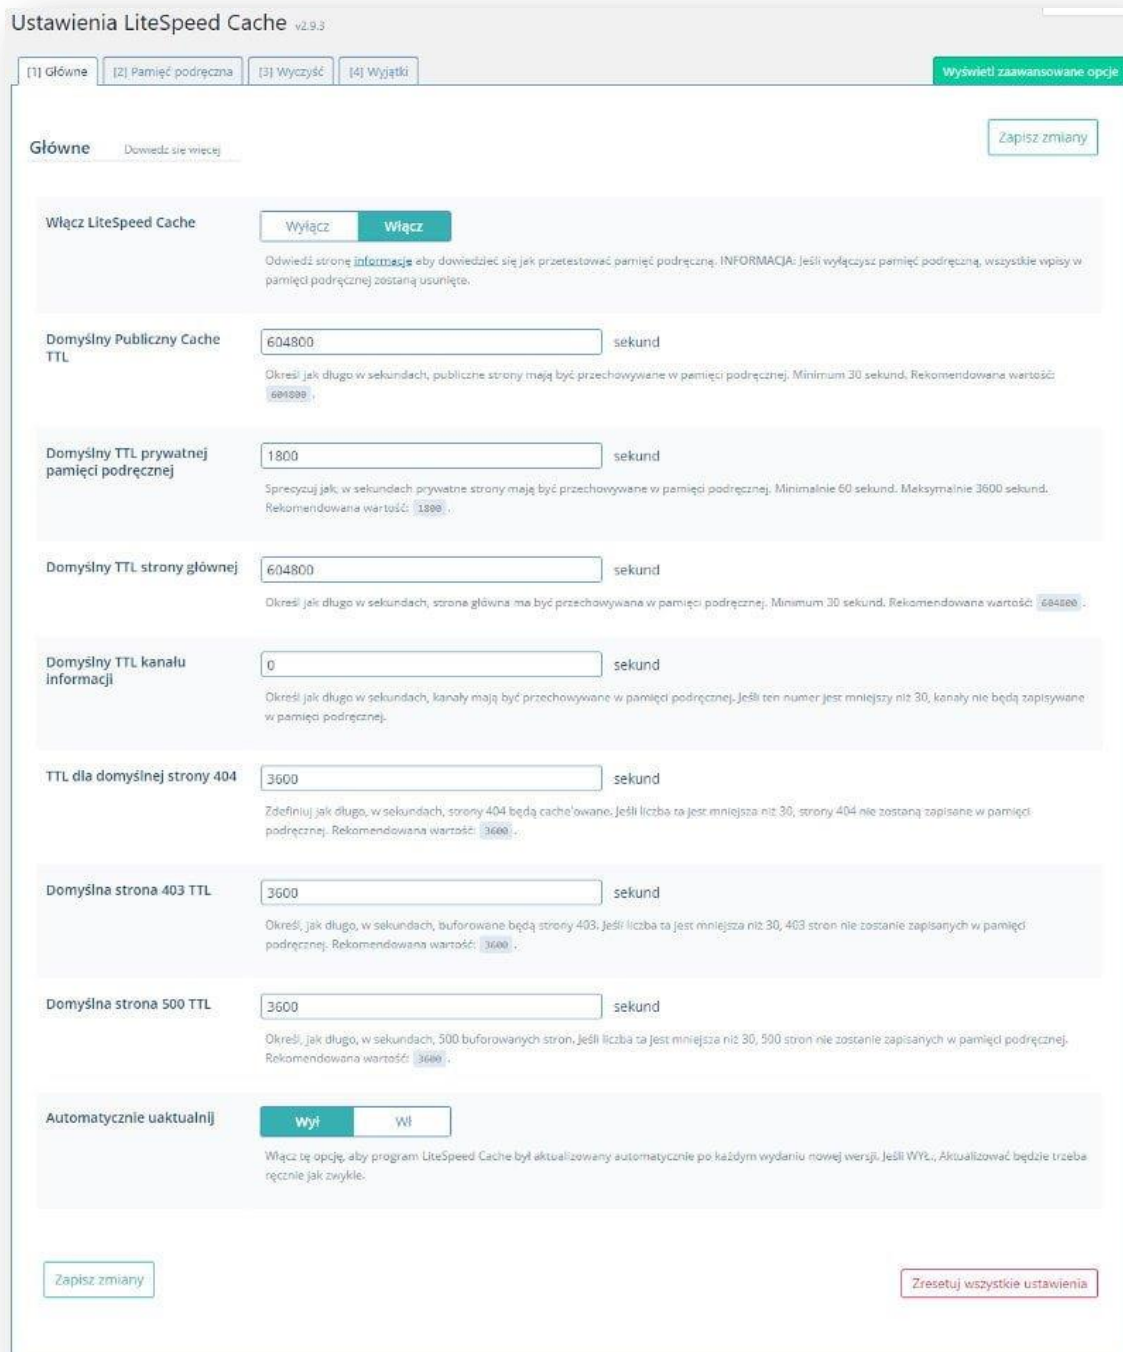 Ustawienia LiteSpeed Cache v2.9.3
[1] Główne [2] Pamięć podręczna [3] Wyczyść [4] Wyjątki Wyświetl zaawansowane opcje
Główne Dowiedz się więcej Zapisz zmiany
Włącz LiteSpeed Cache Wyłącz Włącz
Odwiedź stronę informacje aby dowiedzieć się jak przetestować pamięć podręczną. INFORMACJA: Jeśli wyłączysz pamięć podręczną, wszystkie wpisy w
pamięci podręcznej zostaną usunięte.
Domyślny Publiczny Cache
TTL
604800 sekund
Określ jak długo w sekundach, publiczne strony mają być przechowywane w pamięci podręcznej. Minimum 30 sekund. Rekomendowana wartość:
604800 .
Domyślny TTL prywatnej
pamięci podręcznej
1800 sekund
Sprecyzuj jak, w sekundach prywatne strony mają być przechowywane w pamięci podręcznej. Minimalnie 60 sekund. Maksymalnie 3600 sekund.
Rekomendowana wartość: 1800 .
Domyślny TTL strony głównej 604800 sekund
Określ jak długo w sekundach, strona główna ma być przechowywana w pamięci podręcznej. Minimum 30 sekund. Rekomendowana wartość: 604800 .
Domyślny TTL kanału
informacji
0 sekund
Określ jak długo w sekundach, kanały mają być przechowywane w pamięci podręcznej. Jeśli ten numer jest mniejszy niż 30, kanały nie będą zapisywane
w pamięci podręcznej.
TTL dla domyślnej strony 404 3600 sekund
Zdefiniuj jak długo, w sekundach, strony 404 będą cache'owane. Jeśli liczba ta jest mniejsza niż 30, strony 404 nie zostaną zapisane w pamięci
podręcznej. Rekomendowana wartość: 3600 .
Domyślna strona 403 TTL 3600 sekund
Określ, jak długo, w sekundach, buforowane będą strony 403. Jeśli liczba ta jest mniejsza niż 30, 403 stron nie zostanie zapisanych w pamięci
podręcznej. Rekomendowana wartość: 3600 .
Domyślna strona 500 TTL 3600 sekund
Określ, jak długo, w sekundach, 500 buforowanych stron. Jeśli liczba ta jest mniejsza niż 30, 500 stron nie zostanie zapisanych w pamięci podręcznej.
Rekomendowana wartość: 3600 .
Automatycznie uaktualnij Wył Wł
Włącz tę opcję, aby program LiteSpeed Cache był aktualizowany automatycznie po każdym wydaniu nowej wersji. Jeśli WYŁ., Aktualizować będzie trzeba
ręcznie jak zwykle.
Zapisz zmiany Zresetuj wszystkie ustawienia